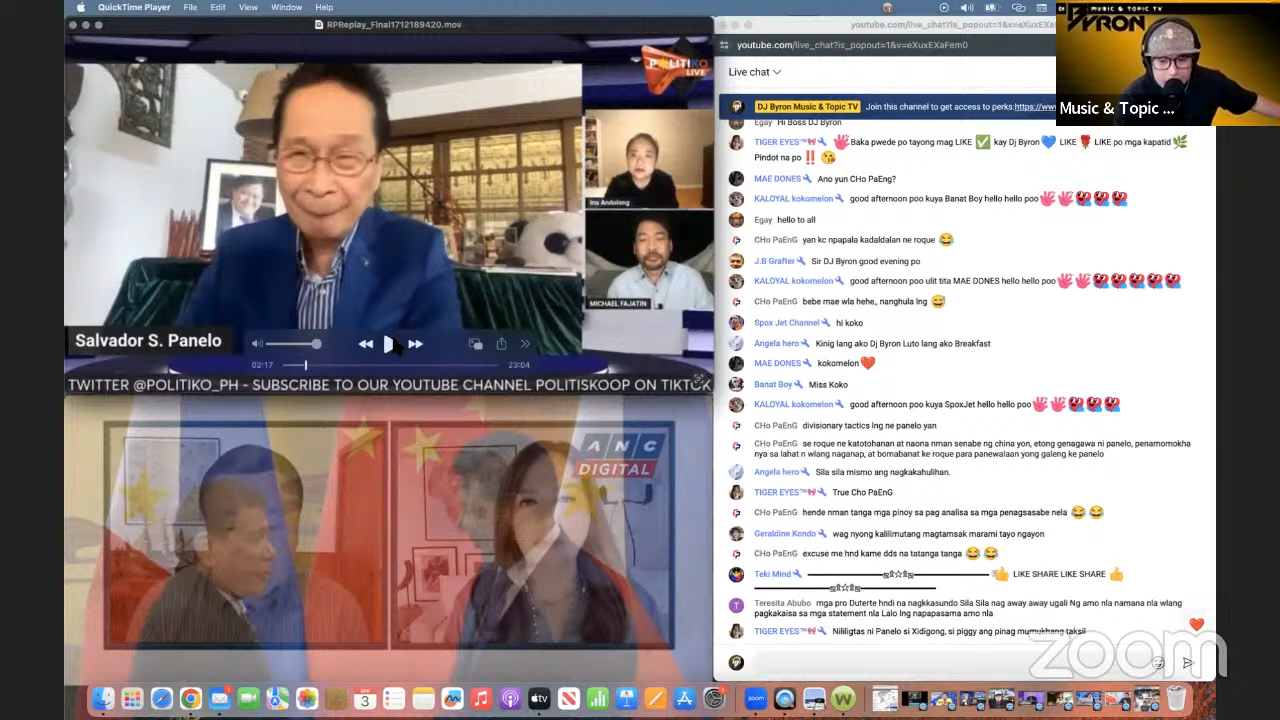 QuickTime Player File Edit View Window Help
RPReplay_Final1712189420.mov
POLITIKO
LIVE
Ina Andolong
MICHAEL FAJATIN
Salvador S. Panelo
02:17
23:04
TWITTER @POLITIKO_PH - SUBSCRIBE TO OUR YOUTUBE CHANNEL POLITISKOOP ON TIKTOK
ANC
DIGITAL
youtube.com/live_chat?is_popout=1&v=eXuxEXaFem0
Live chat
DJ Byron Music & Topic TV Join this channel to get access to perks:
Egay Hi Boss DJ Byron
TIGER EYES™🎀 👋Baka pwede po tayong mag LIKE ✅ kay Dj Byron 💙 LIKE 🌹 LIKE po mga kapatid🌿
Pindot na po ‼️ 😘
MAE DONES Ano yun CHo PaEng?
KALOYAL kokomelon good afternoon poo kuya Banat Boy hello hello poo
Egay hello to all
CHo PaEnG yan kc npapala kadaldalan ne roque 😂
J.B Grafter Sir DJ Byron good evening po
KALOYAL kokomelon good afternoon poo ulit tita MAE DONES hello hello poo
CHo PaEnG bebe mae wla hehe,, nanghula lng 😅
Spox Jet Channel hi koko
Angela hero Kinig lang ako Dj Byron Luto lang ako Breakfast
MAE DONES kokomelon❤️
Banat Boy Miss Koko
KALOYAL kokomelon good afternoon poo kuya SpoxJet hello hello poo
CHo PaEnG divisionary tactics lng ne panelo yan
CHo PaEnG se roque ne katotohanan at naona nman senabe ng china yon, etong genagawa ni panelo, penamomokha
nya sa lahat n wlang naganap, at bomabanat ke roque para panewalaan yong galeng ke panelo
Angela hero Sila sila mismo ang nagkakahulihan.
TIGER EYES™🎀 True Cho PaEnG
CHo PaEnG hende nman tanga mga pinoy sa pag analisa sa mga penagsasabe nela 😂 😂
Geraldine Kondo wag nyong kalilimutang magtamsak marami tayo ngayon
CHo PaEnG excuse me hnd kame dds na tatanga tanga 😂 😂
Teki Mind LIKE SHARE LIKE SHARE 👍
Teresita Abubo mga pro Duterte hndi na nagkkasundo Sila Sila nag away away ugali Ng amo nla namana nla wlang
pagkakaisa sa mga statement nla Lalo lng napapasama amo nla
TIGER EYES™🎀 Nililigtas ni Panelo si Xidigong, si piggy ang pinag mumukhang taksil
BYRON
MUSIC & TOPIC TV
Music & Topic ...
zoom